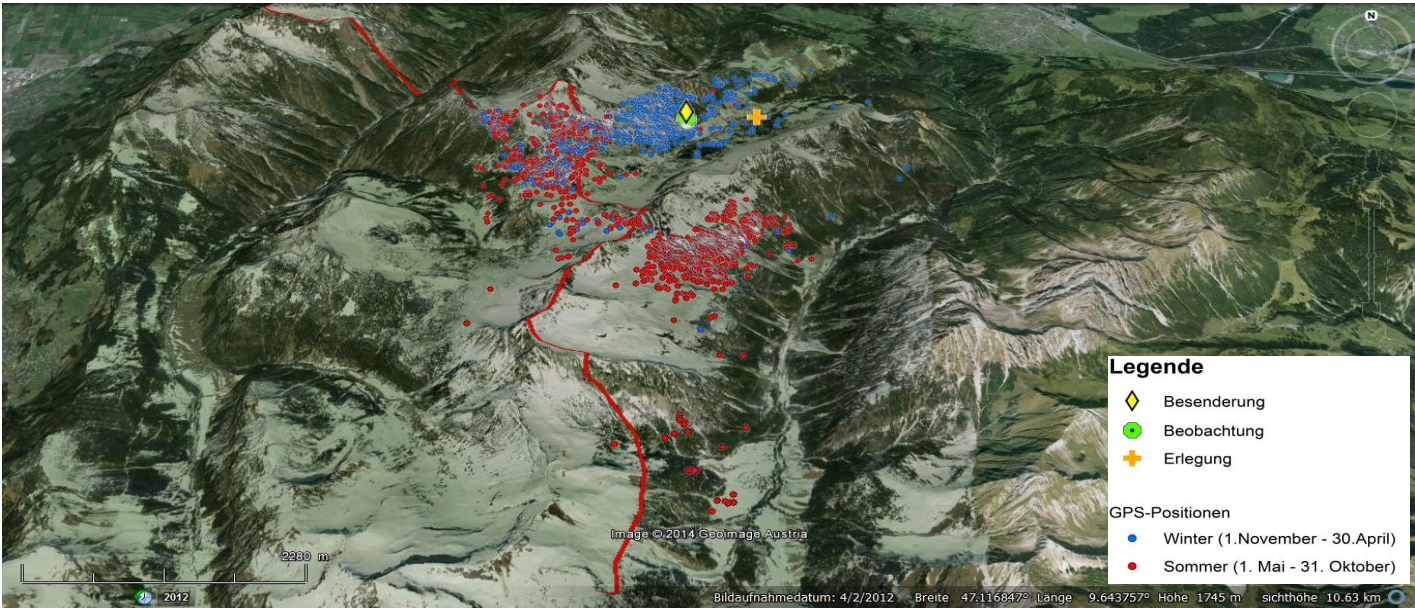 N
Legende
Besenderung
Beobachtung
Erlegung
GPS-Positionen
Winter (1.November - 30.April)
Sommer (1. Mai - 31. Oktober)
Image © 2014 GeoImage Austria
2280 m
2012
Bildaufnahmedatum: 4/2/2012 Breite 47.116847° Länge 9.643757° Höhe 1745 m sichthöhe 10.63 km